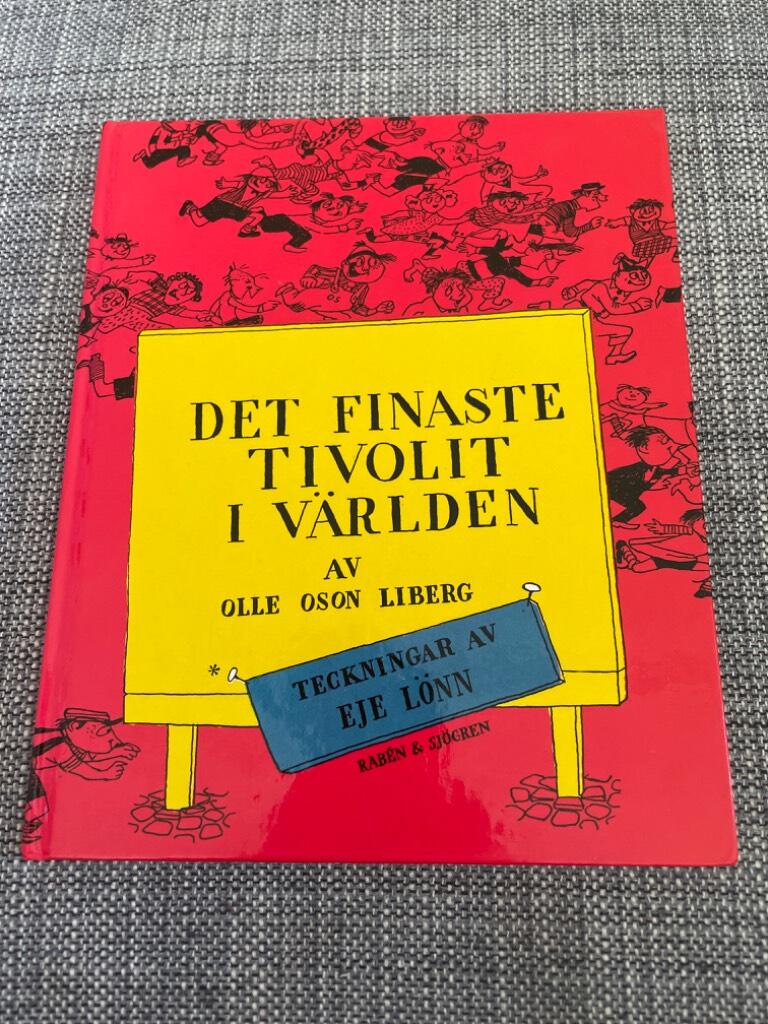 DET FINASTE
TIVOLIT
I VÄRLDEN
AV
OLLE OSON LIBERG
*
TECKNINGAR AV
EJE LÖNN
RABÉN & SJÖGREN